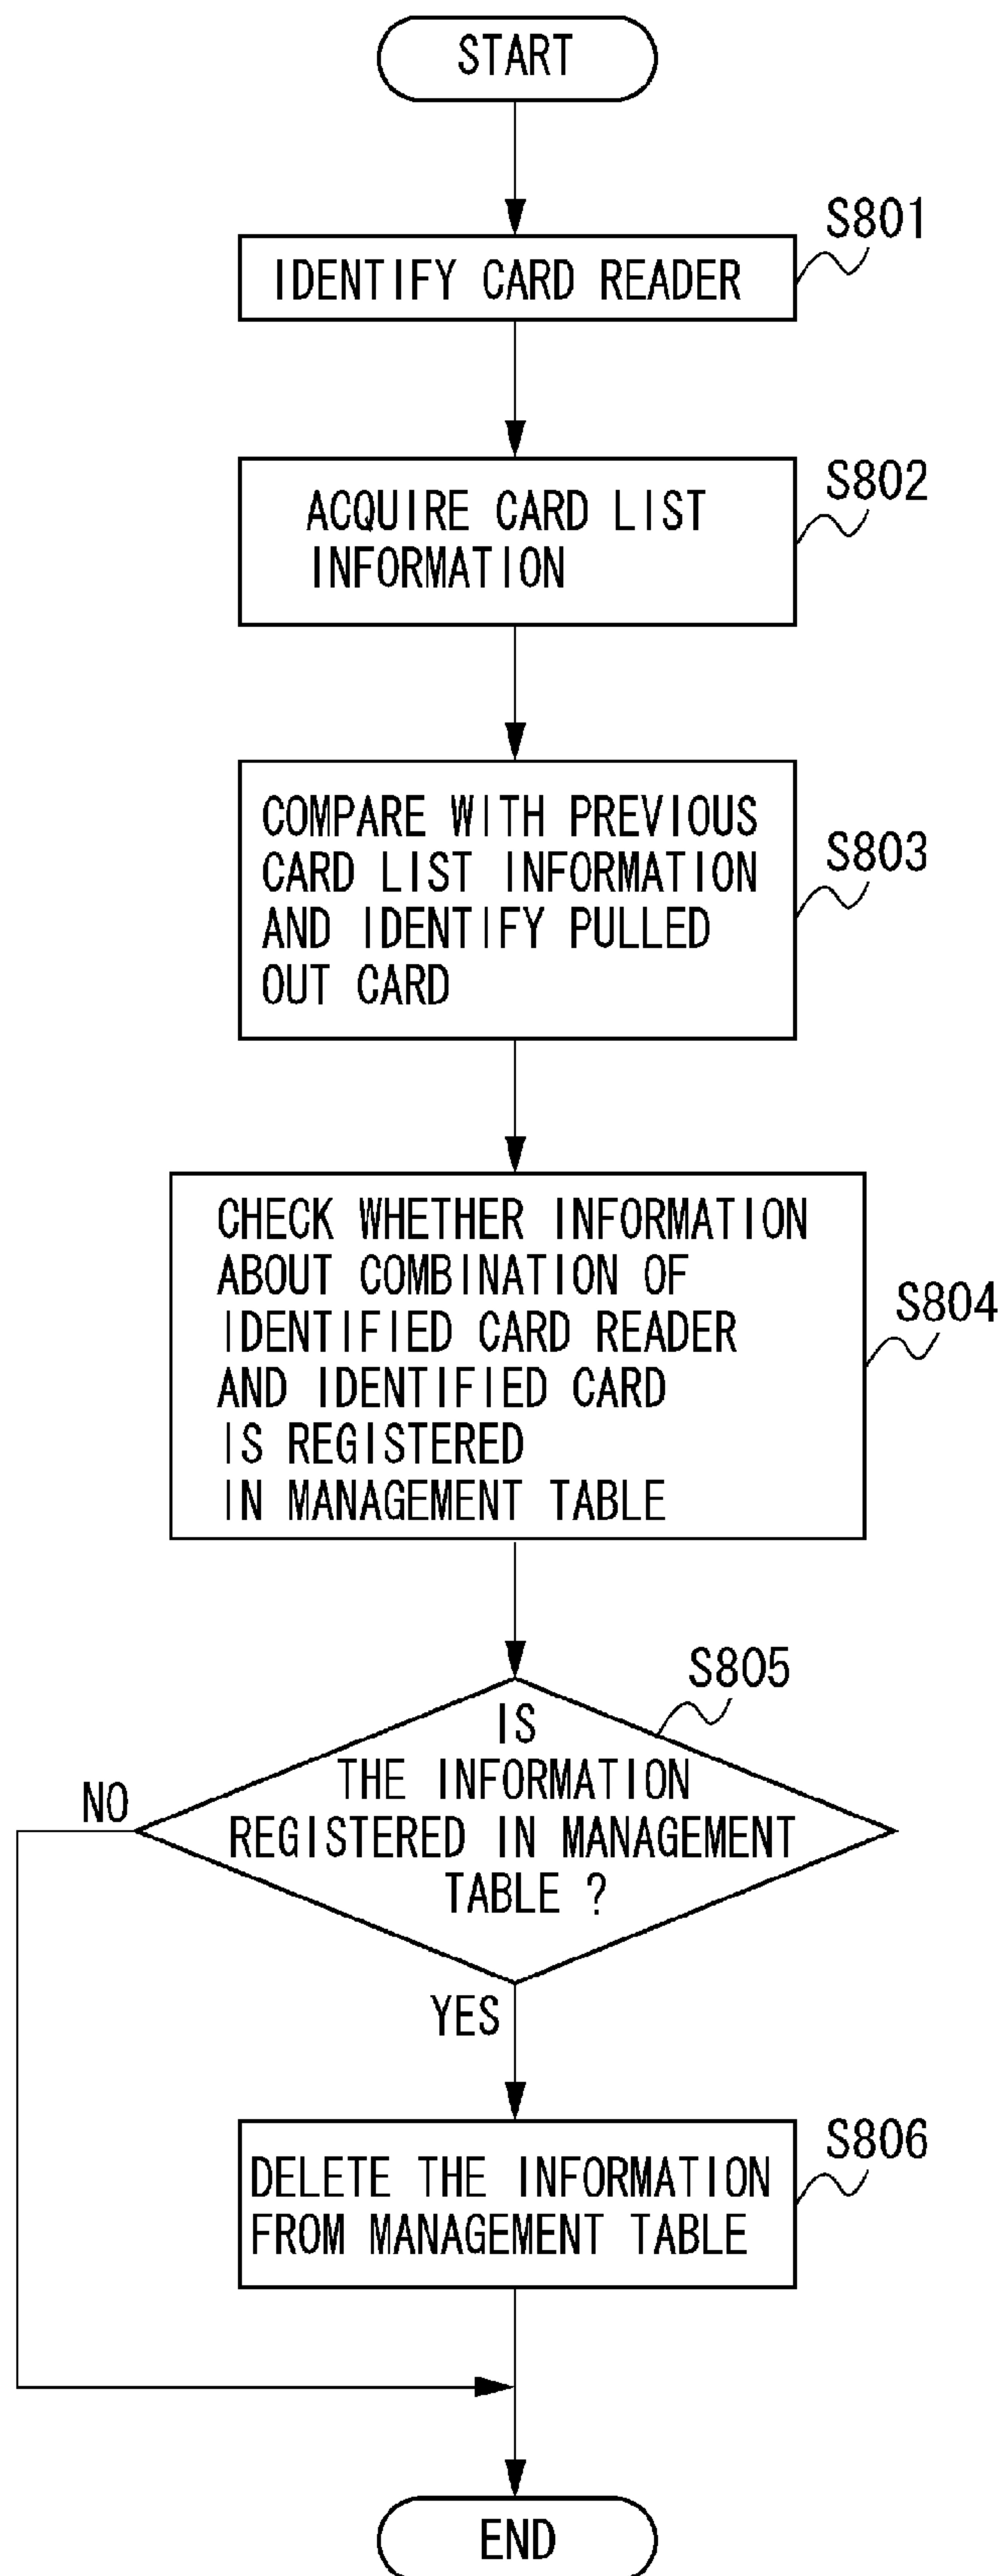 START
S801
IDENTIFY CARD READER
S802
ACQUIRE CARD LIST
INFORMATION
S803
COMPARE WITH PREVIOUS
CARD LIST INFORMATION
AND IDENTIFY PULLED
OUT CARD
S804
CHECK WHETHER INFORMATION
ABOUT COMBINATION OF
IDENTIFIED CARD READER
AND IDENTIFIED CARD
IS REGISTERED
IN MANAGEMENT TABLE
S805
IS
THE INFORMATION
REGISTERED IN MANAGEMENT
TABLE ?
NO
YES
S806
DELETE THE INFORMATION
FROM MANAGEMENT TABLE
END